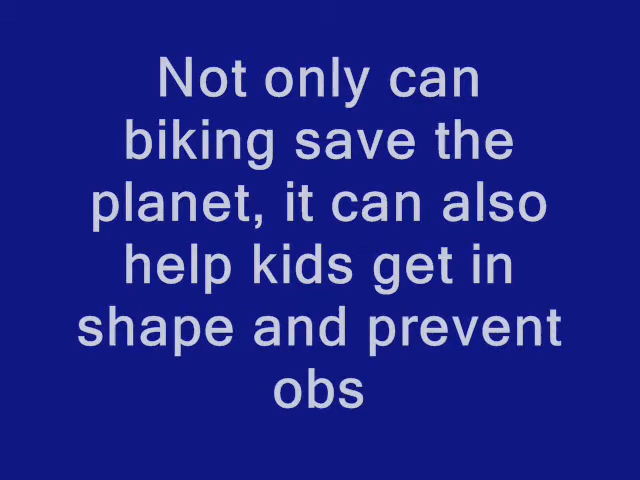 Not only can
biking save the
planet, it can also
help kids get in
shape and prevent
obs